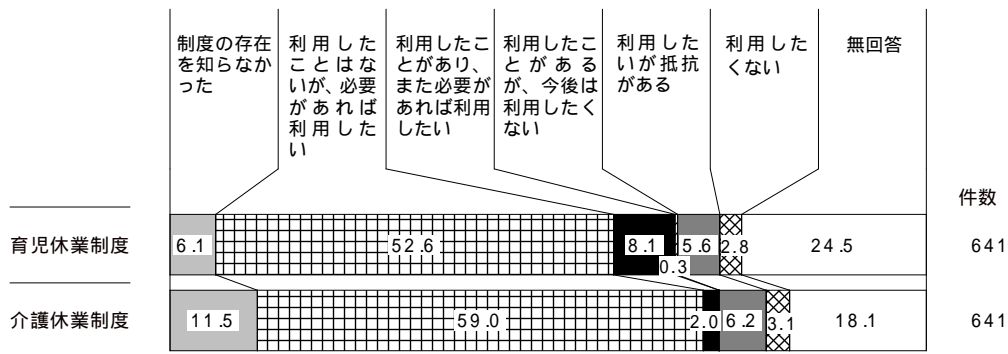 制度の存在
を知らなか
った
利用した
ことはな
いが、必要
があれば
利用した
い
利用したこ
とがあり、
また必要が
あれば利用
したい
利用したこ
とがある
が、今後は
利用したく
ない
利用した
いが抵抗
がある
利用した
くない
無回答
件数
育児休業制度 6.1 52.6 8.1 0.3 5.6 2.8 24.5 641
介護休業制度 11.5 59.0 2.0 6.2 3.1 18.1 641